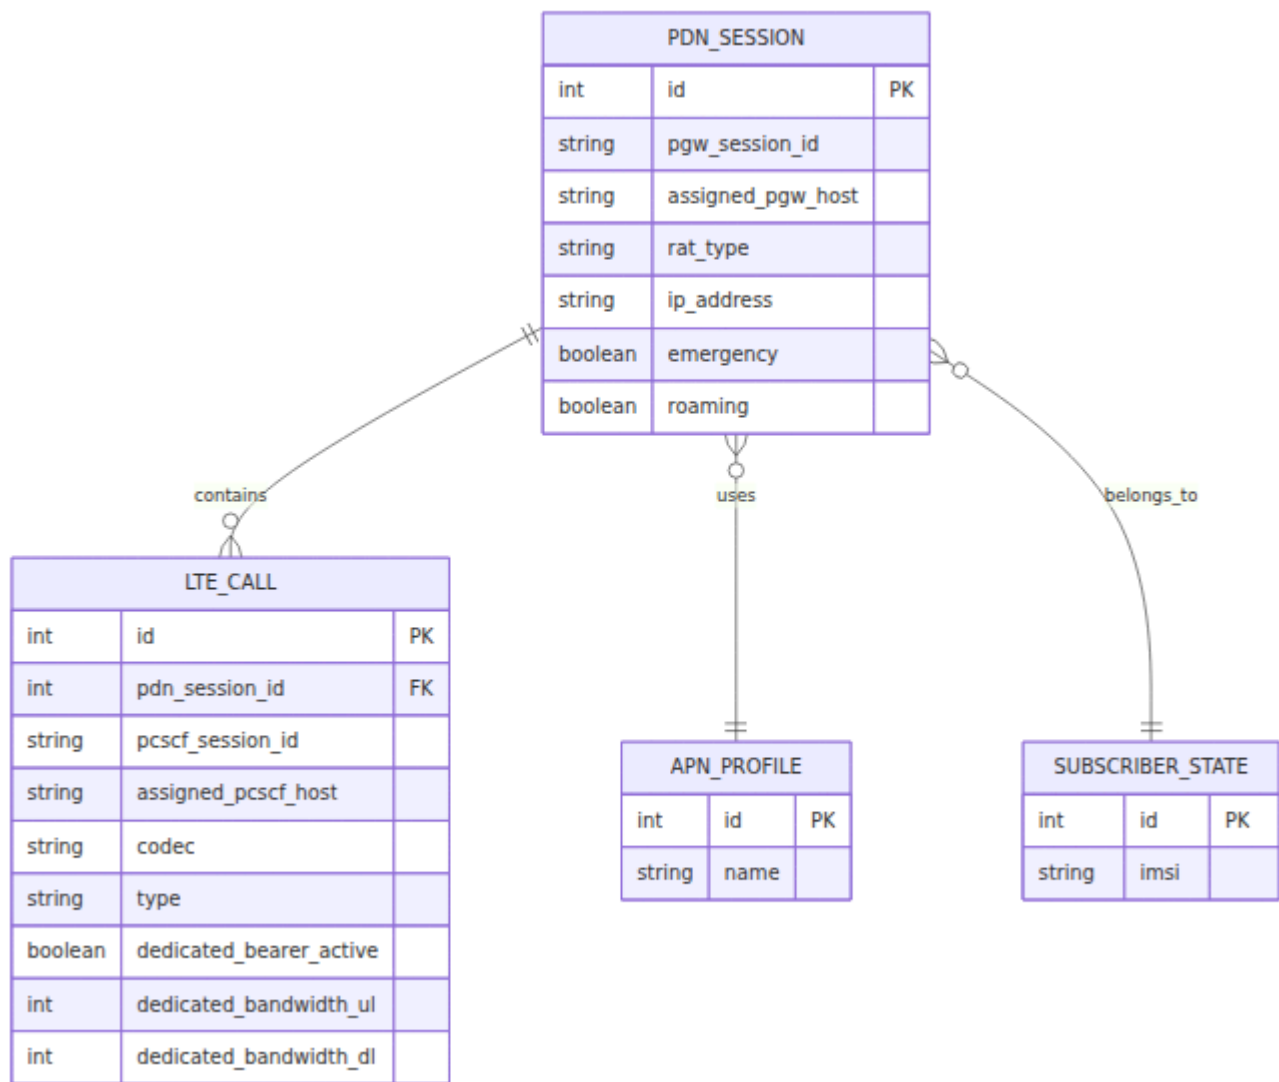 PDN_SESSION
int id PK
string pgw_session_id
string assigned_pgw_host
string rat_type
string ip_address
boolean emergency
boolean roaming
contains
uses
belongs_to
LTE_CALL
int id PK
int pdn_session_id FK
string pcscf_session_id
string assigned_pcscf_host
string codec
string type
boolean dedicated_bearer_active
int dedicated_bandwidth_ul
int dedicated_bandwidth_dl
APN_PROFILE
int id PK
string name
SUBSCRIBER_STATE
int id PK
string imsi